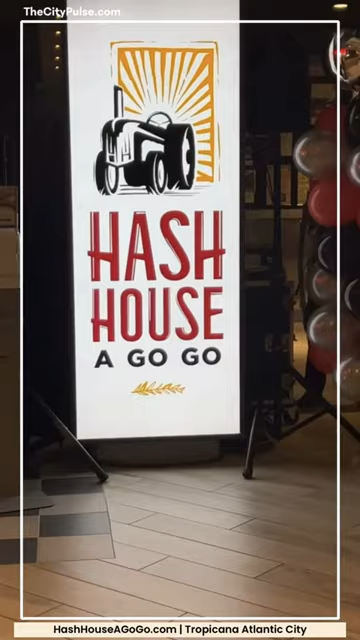 TheCityPulse.com
HASH
HOUSE
A GO GO
HashHouseAGoGo.com | Tropicana Atlantic City